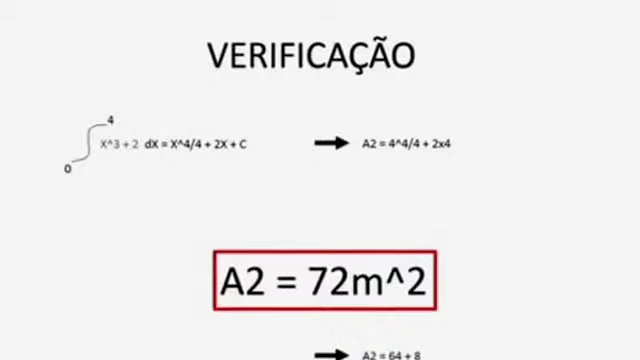 VERIFICAÇÃO
4
X^3 + 2 dX = X^4/4 + 2X + C
A2 = 4^4/4 + 2x4
0
A2 = 72m^2
A2 = 64 + 8